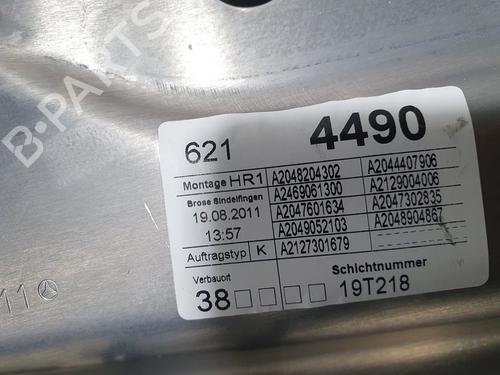 B-PARTS
621 4490
Montage HR1 A2048204302 A2044407906
Brose Sindelfingen A2469061300 A2129004006
19.08.2011 A2047601634 A2047302835
13:57 A2049052103 A2048904867
Auftragstyp K A2127301679
Verbauort Schichtnummer
38 19T218
11